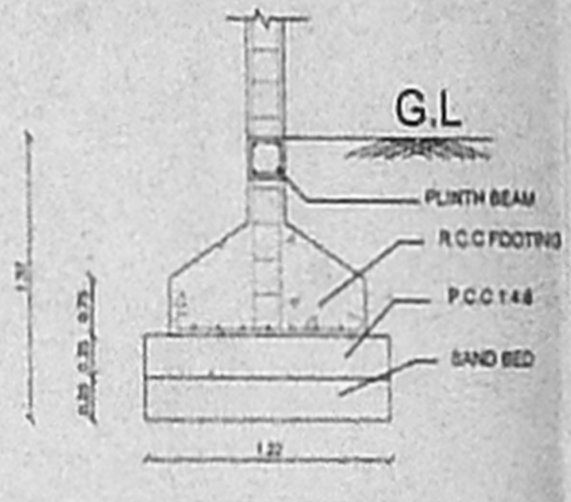 G.L
PLINTH BEAM
R.C.C FOOTING
P.C.C 1:4:8
SAND BED
1.22